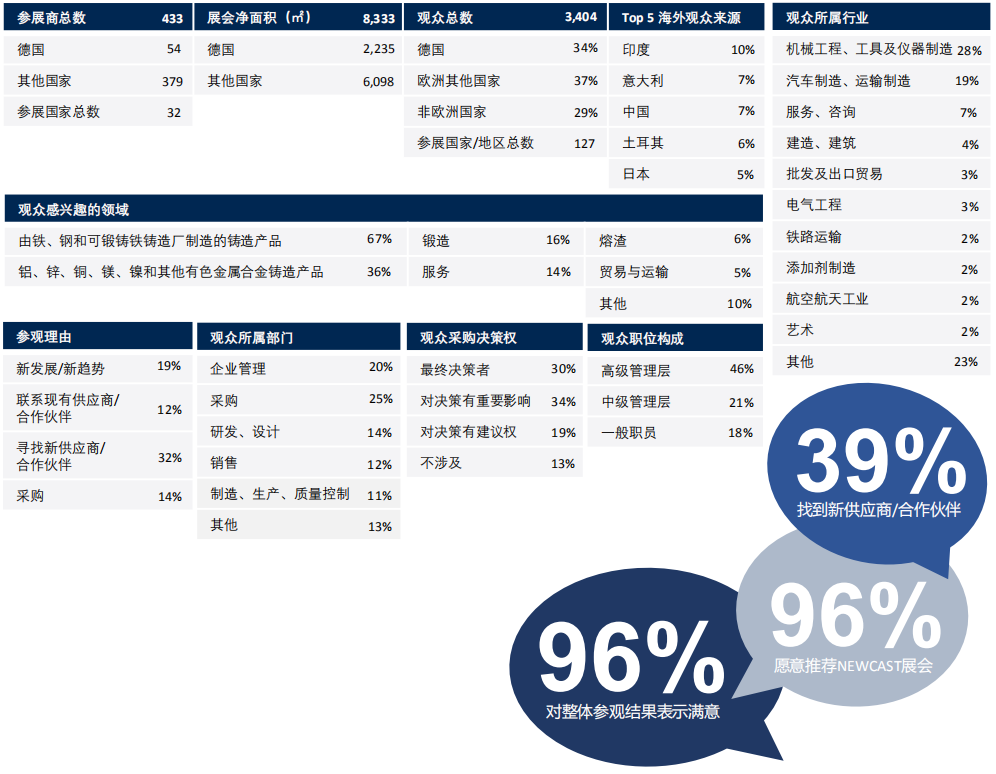 参展商总数 433
德国 54
其他国家 379
参展国家总数 32
展会净面积（㎡） 8,333
德国 2,235
其他国家 6,098
观众总数 3,404
德国 34%
欧洲其他国家 37%
非欧洲国家 29%
参展国家/地区总数 127
Top 5 海外观众来源
印度 10%
意大利 7%
中国 7%
土耳其 6%
日本 5%
观众所属行业
机械工程、工具及仪器制造 28%
汽车制造、运输制造 19%
服务、咨询 7%
建造、建筑 4%
批发及出口贸易 3%
电气工程 3%
铁路运输 2%
添加剂制造 2%
航空航天工业 2%
艺术 2%
其他 23%
观众感兴趣的领域
由铁、钢和可锻铸铁铸造厂制造的铸造产品 67%
铝、锌、铜、镁、镍和其他有色金属合金铸造产品 36%
锻造 16%
服务 14%
熔渣 6%
贸易与运输 5%
其他 10%
参观理由
新发展/新趋势 19%
联系现有供应商/
合作伙伴 12%
寻找新供应商/
合作伙伴 32%
采购 14%
观众所属部门
企业管理 20%
采购 25%
研发、设计 14%
销售 12%
制造、生产、质量控制 11%
其他 13%
观众采购决策权
最终决策者 30%
对决策有重要影响 34%
对决策有建议权 19%
不涉及 13%
观众职位构成
高级管理层 46%
中级管理层 21%
一般职员 18%
39%
找到新供应商/合作伙伴
96%
愿意推荐NEWCAST展会
96%
对整体参观结果表示满意